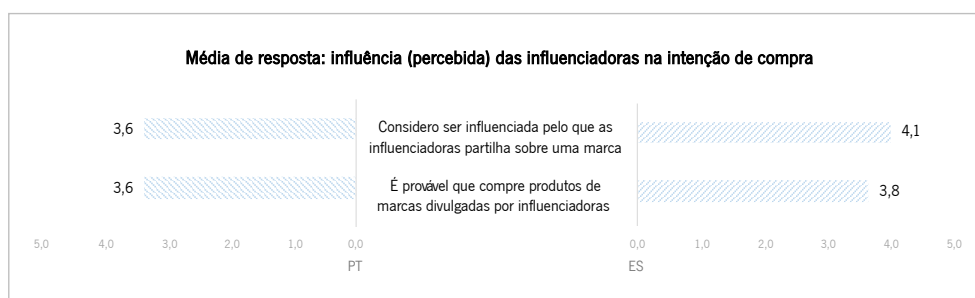 Média de resposta: influência (percebida) das influenciadoras na intenção de compra
3,6
Considero ser influenciada pelo que as
influenciadoras partilha sobre uma marca
4,1
3,6
É provável que compre produtos de
marcas divulgadas por influenciadoras
3,8
5,0 4,0 3,0 2,0 1,0 0,0 0,0 1,0 2,0 3,0 4,0 5,0
PT ES